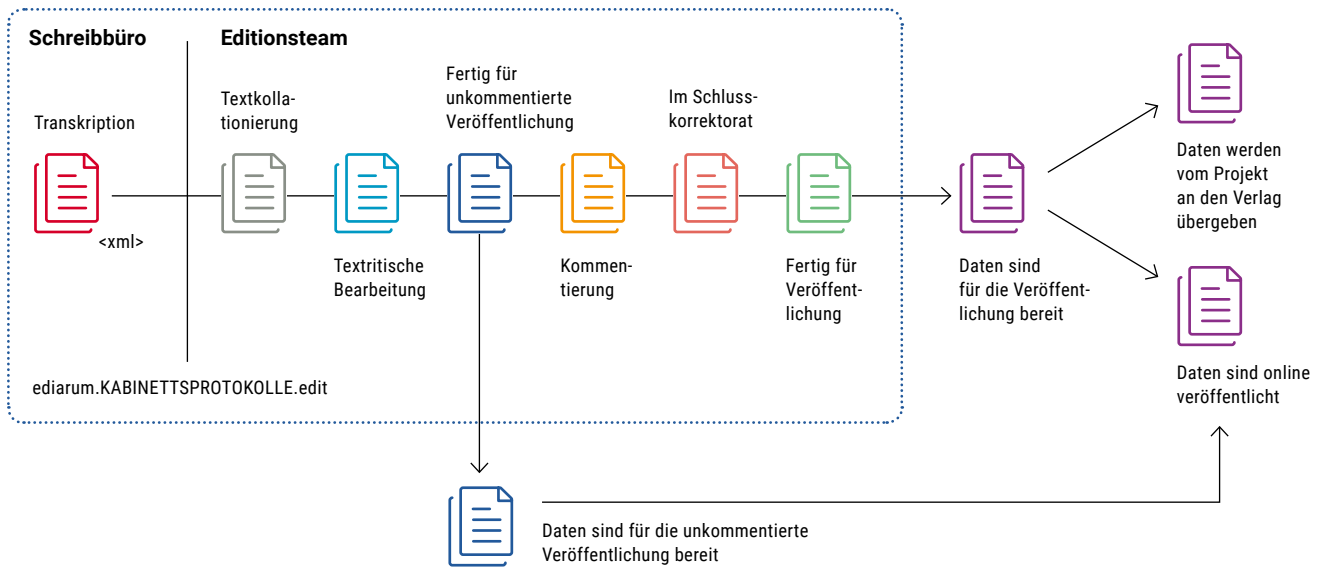 Schreibbüro
Editionsteam
Transkription
<xml>
Textkolla-
tionierung
Textritische
Bearbeitung
Fertig für
unkommentierte
Veröffentlichung
Kommen-
tierung
Im Schluss-
korrektorat
Fertig für
Veröffent-
lichung
ediarum.KABINETTSPROTOKOLLE.edit
Daten sind
für die Veröffent-
lichung bereit
Daten werden
vom Projekt
an den Verlag
übergeben
Daten sind online
veröffentlicht
Daten sind für die unkommentierte
Veröffentlichung bereit